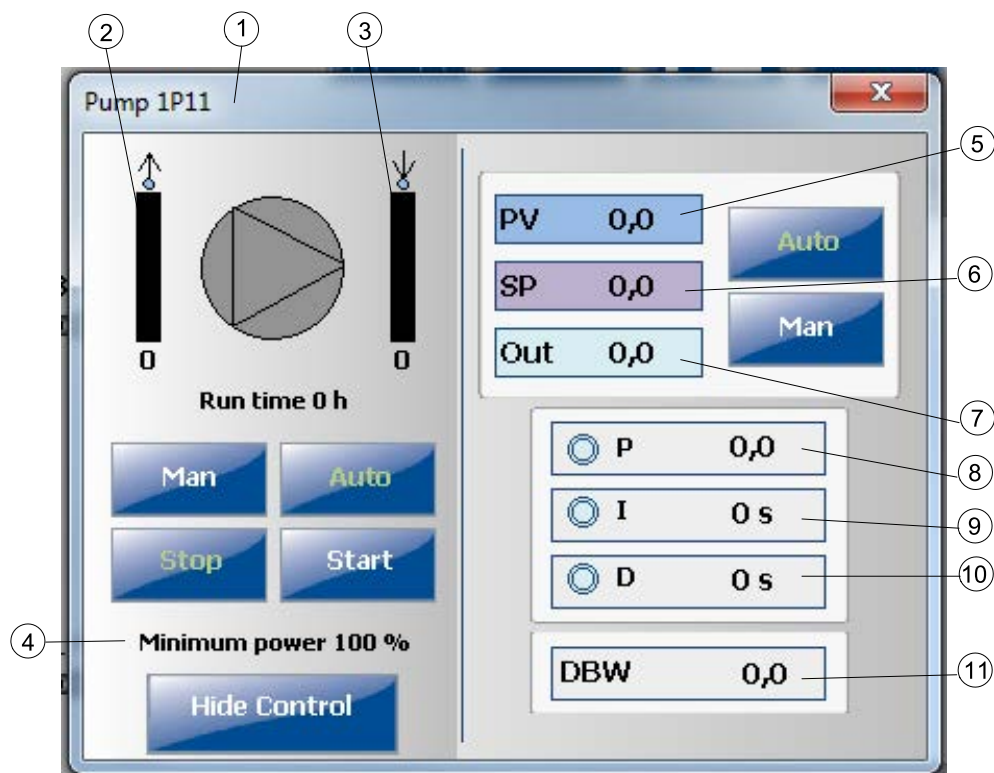 2
1
3
Pump 1P11
x
5
PV 0,0
Auto
6
SP 0,0
Man
Out 0,0
7
0
0
Run time 0 h
P 0,0
8
Man
Auto
I 0 s
9
Stop
Start
D 0 s
10
4
Minimum power 100 %
DBW 0,0
11
Hide Control